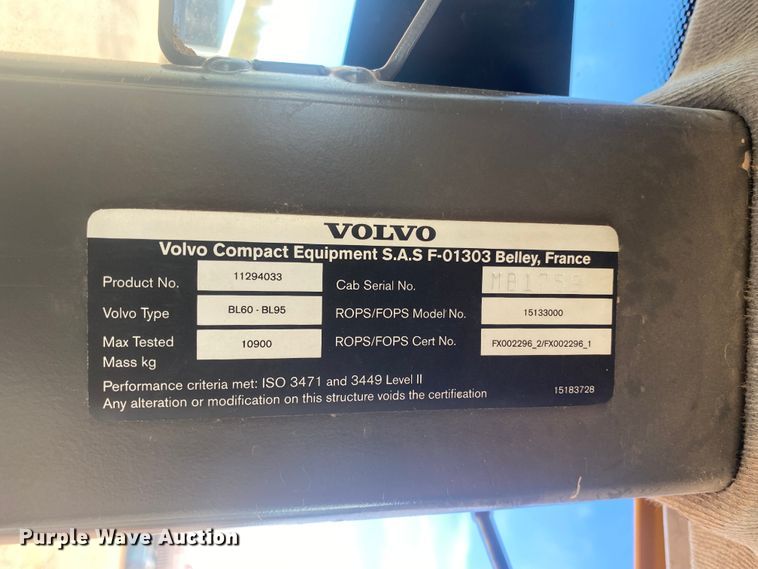 VOLVO
Volvo Compact Equipment S.A.S F-01303 Belley, France
Product No. 11294033 Cab Serial No.
Volvo Type BL60 - BL95 ROPS/FOPS Model No. 15133000
Max Tested Mass kg 10900 ROPS/FOPS Cert No. FX002296_2/FX002296_1
Performance criteria met: ISO 3471 and 3449 Level II
Any alteration or modification on this structure voids the certification 15183728
Purple Wave Auction